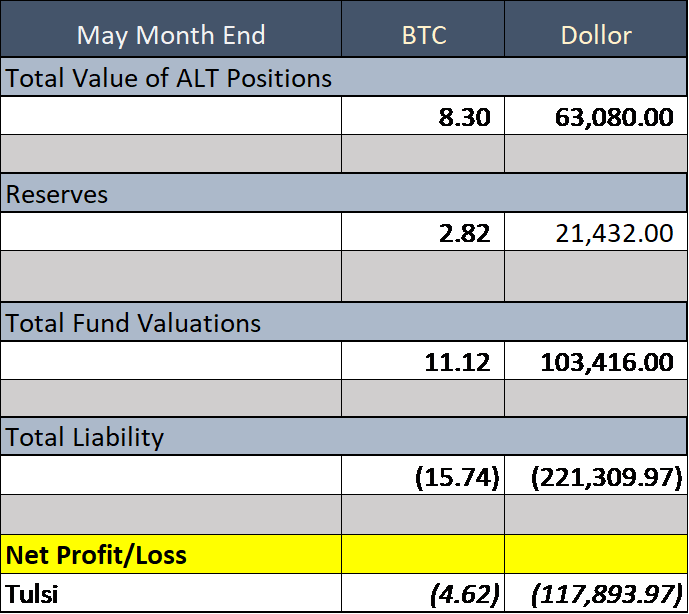 May Month End BTC Dollor
Total Value of ALT Positions
8.30 63,080.00
Reserves
2.82 21,432.00
Total Fund Valuations
11.12 103,416.00
Total Liability
(15.74) (221,309.97)
Net Profit/Loss
Tulsi (4.62) (117,893.97)